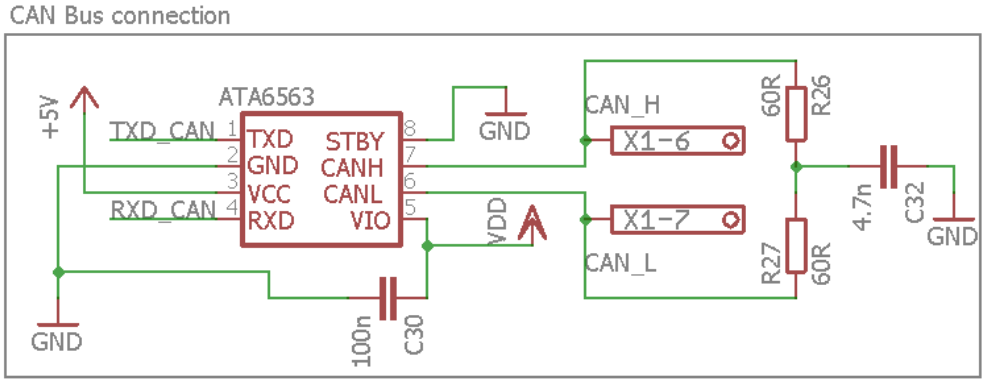 CAN Bus connection
+5V
ATA6563
TXD_CAN
1
TXD
STBY
8
2
GND
CANH
7
3
VCC
CANL
6
RXD_CAN
4
RXD
VIO
5
GND
CAN_H
X1-6
X1-7
CAN_L
VDD
60R
R26
R27
60R
4.7n
C32
GND
GND
100n
C30